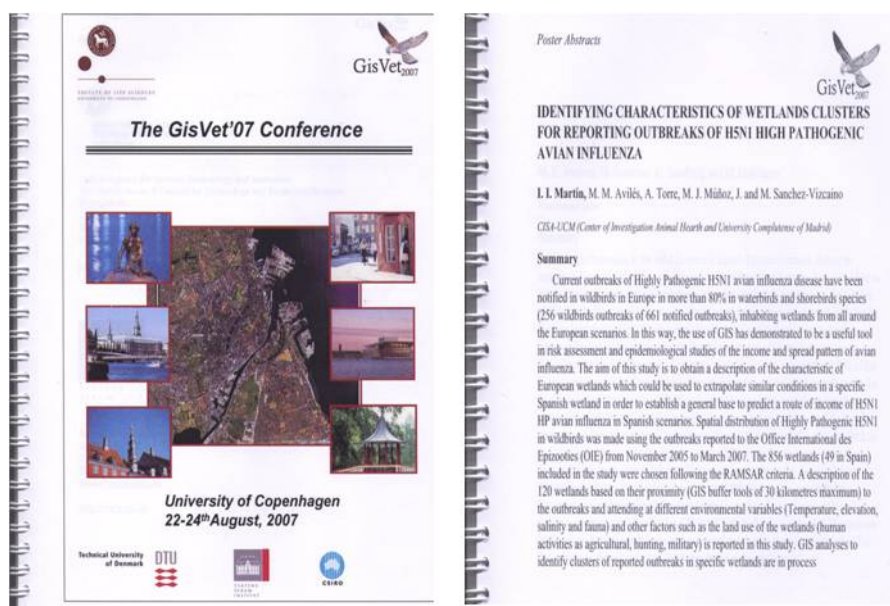 FACULTY OF LIFE SCIENCES
UNIVERSITY OF COPENHAGEN
GisVet
2007
The GisVet'07 Conference
University of Copenhagen
22-24th August, 2007
Technical University
of Denmark
DTU
CSIRO
Poster Abstracts
GisVet
2007
IDENTIFYING CHARACTERISTICS OF WETLANDS CLUSTERS
FOR REPORTING OUTBREAKS OF H5N1 HIGH PATHOGENIC
AVIAN INFLUENZA
I. I. Martín, M. M. Avilés, A. Torre, M. J. Múñoz, J. and M. Sanchez-Vizcaino
CISA-UCM (Center of Investigation Animal Hearth and University Complutense of Madrid)
Summary
Current outbreaks of Highly Pathogenic H5N1 avian influenza disease have been
notified in wildbirds in Europe in more than 80% in waterbirds and shorebirds species
(256 wildbirds outbreaks of 661 notified outbreaks), inhabiting wetlands from all around
the European scenarios. In this way, the use of GIS has demonstrated to be a useful tool
in risk assessment and epidemiological studies of the income and spread pattern of avian
influenza. The aim of this study is to obtain a description of the characteristic of
European wetlands which could be used to extrapolate similar conditions in a specific
Spanish wetland in order to establish a general base to predict a route of income of H5N1
HP avian influenza in Spanish scenarios. Spatial distribution of Highly Pathogenic H5N1
in wildbirds was made using the outbreaks reported to the Office International des
Epizooties (OIE) from November 2005 to March 2007. The 856 wetlands (49 in Spain)
included in the study were chosen following the RAMSAR criteria. A description of the
120 wetlands based on their proximity (GIS buffer tools of 30 kilometres maximum) to
the outbreaks and attending at different environmental variables (Temperature, elevation,
salinity and fauna) and other factors such as the land use of the wetlands (human
activities as agricultural, hunting, military) is reported in this study. GIS analyses to
identify clusters of reported outbreaks in specific wetlands are in process